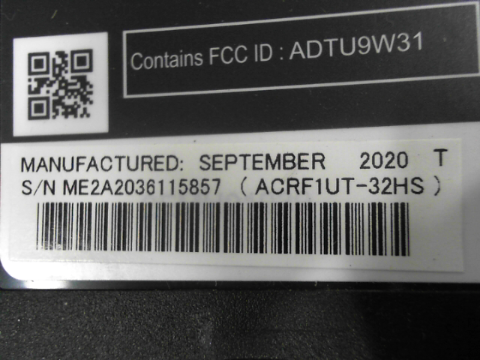 Contains FCC ID : ADTU9W31
MANUFACTURED: SEPTEMBER 2020 T
S/N ME2A2036115857 ( ACRF1UT-32HS )